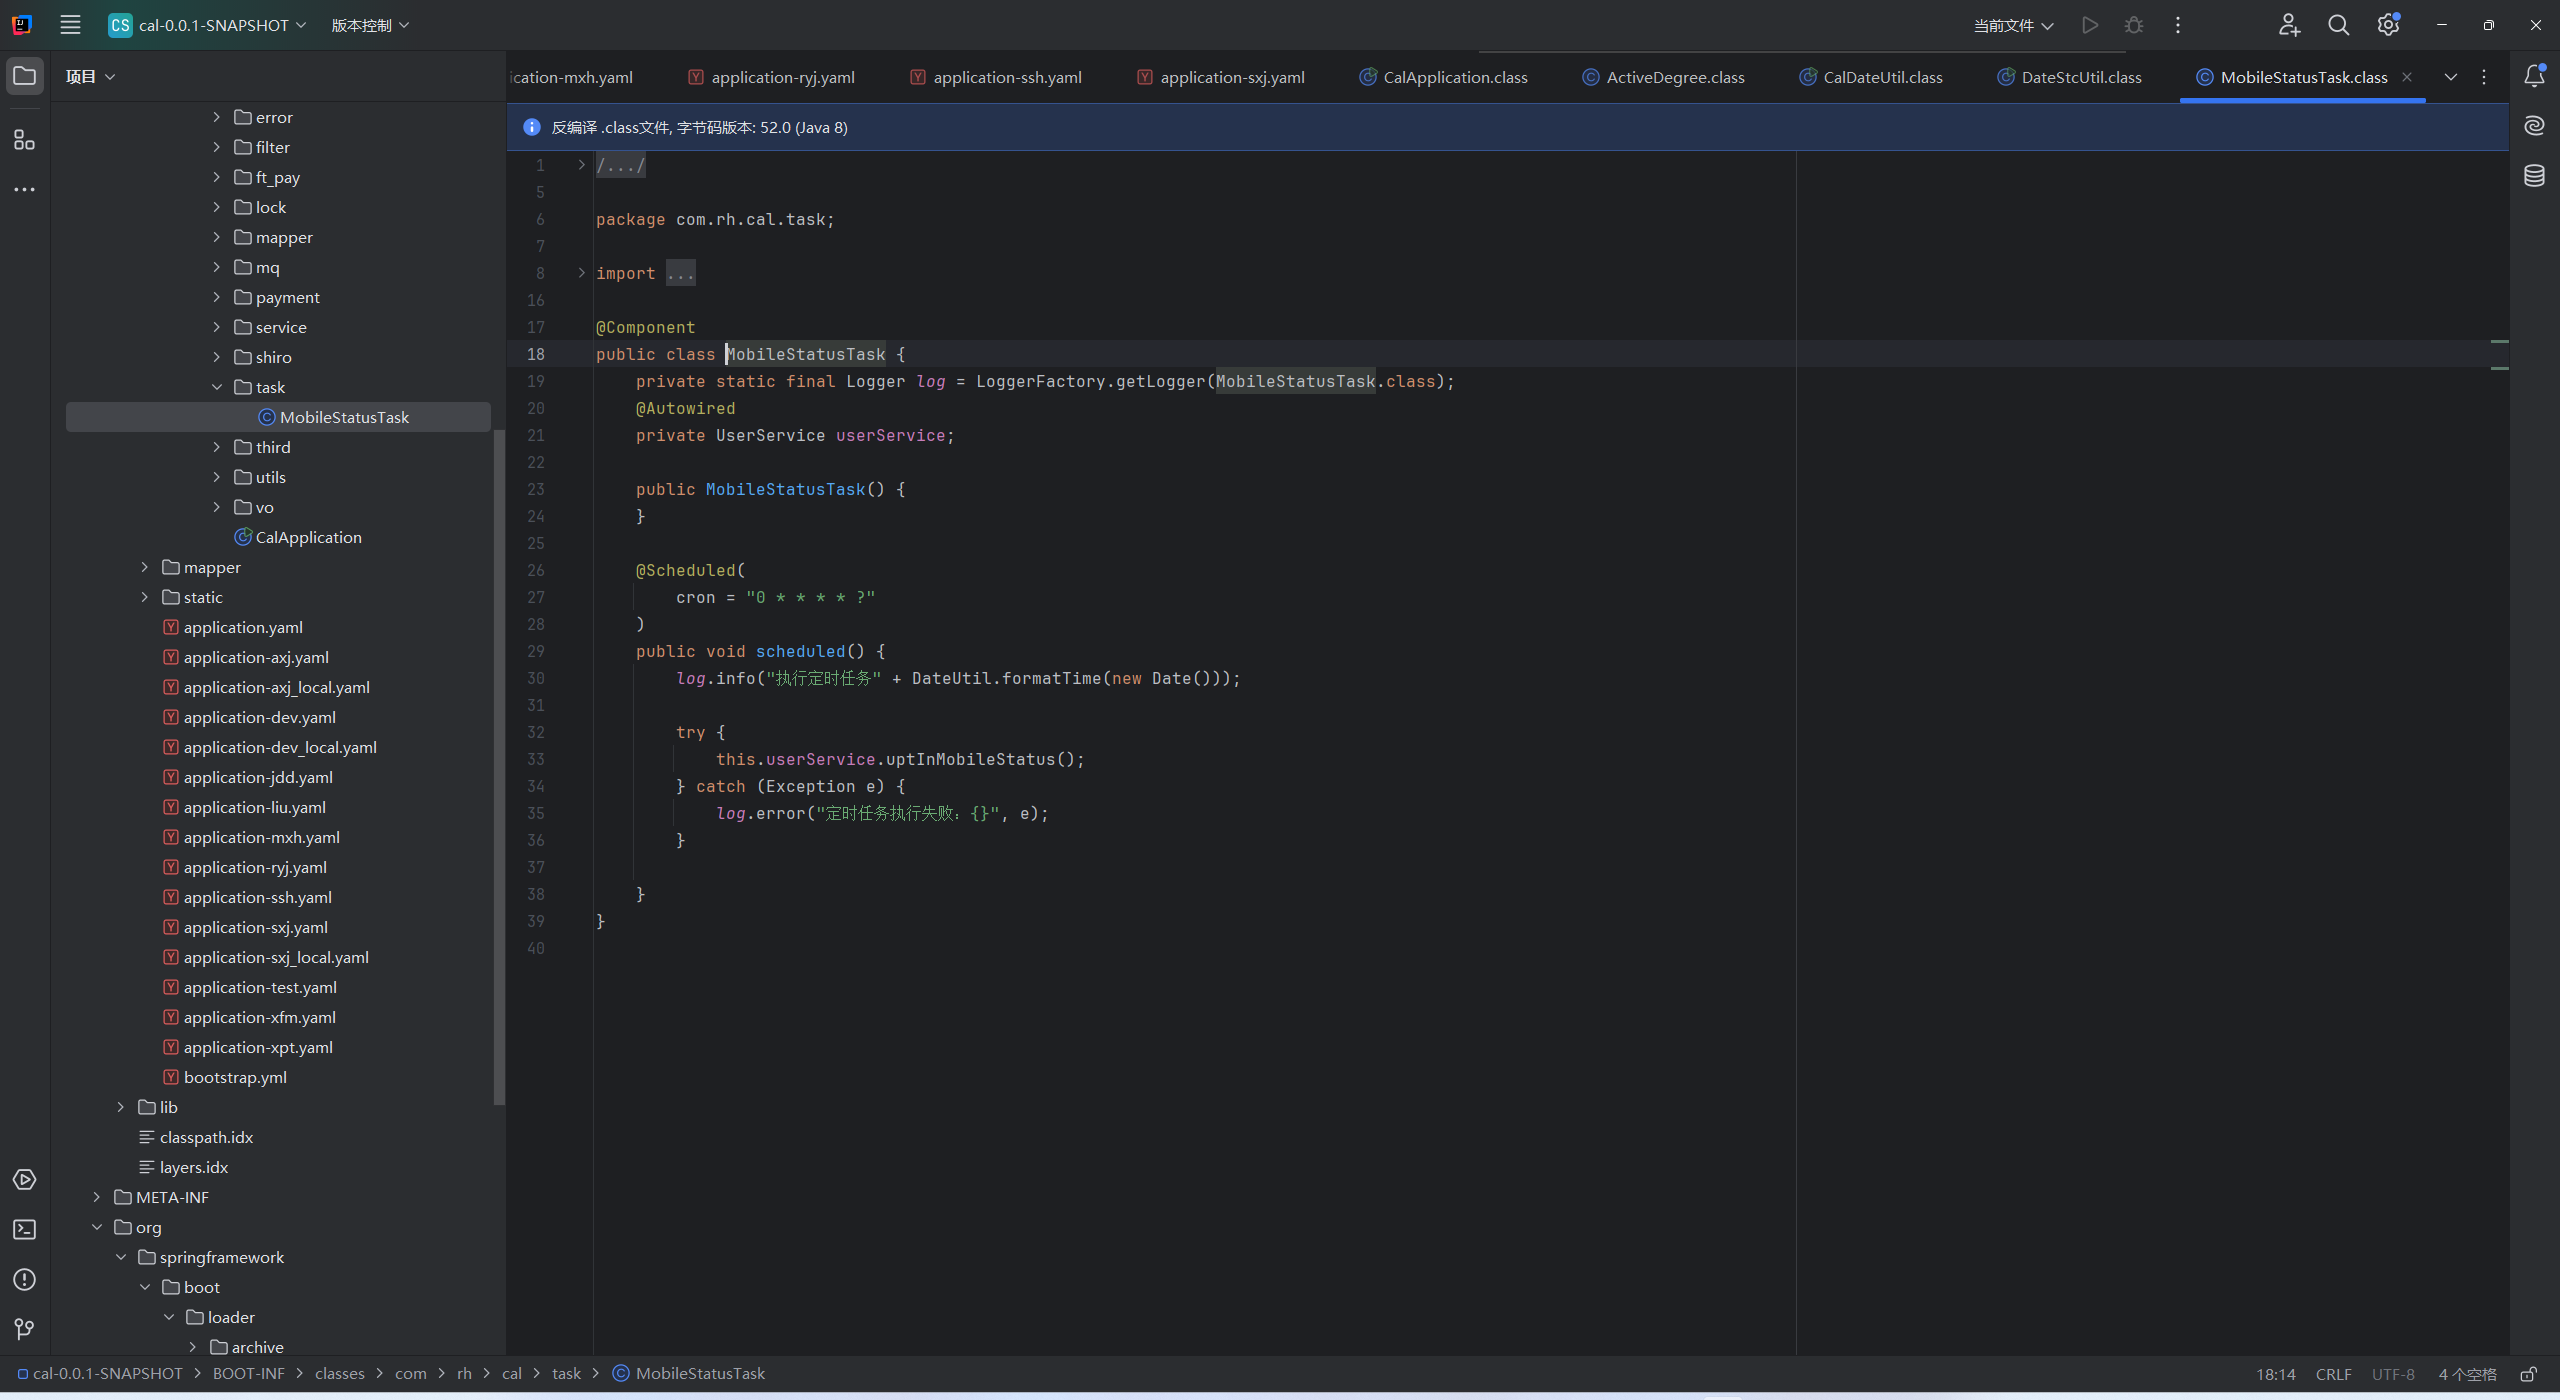 CS cal-0.0.1-SNAPSHOT 版本控制 当前文件
项目
ication-mxh.yaml application-ryj.yaml application-ssh.yaml application-sxj.yaml CalApplication.class ActiveDegree.class CalDateUtil.class DateStcUtil.class MobileStatusTask.class
反编译 .class文件, 字节码版本: 52.0 (Java 8)
error
filter
ft_pay
lock
mapper
mq
payment
service
shiro
task
MobileStatusTask
third
utils
vo
CalApplication
mapper
static
application.yaml
application-axj.yaml
application-axj_local.yaml
application-dev.yaml
application-dev_local.yaml
application-jdd.yaml
application-liu.yaml
application-mxh.yaml
application-ryj.yaml
application-ssh.yaml
application-sxj.yaml
application-sxj_local.yaml
application-test.yaml
application-xfm.yaml
application-xpt.yaml
bootstrap.yml
lib
classpath.idx
layers.idx
META-INF
org
springframework
boot
loader
archive
1 /.../
5
6 package com.rh.cal.task;
7
8 import ...
16
17 @Component
18 public class MobileStatusTask {
19 private static final Logger log = LoggerFactory.getLogger(MobileStatusTask.class);
20 @Autowired
21 private UserService userService;
22
23 public MobileStatusTask() {
24 }
25
26 @Scheduled(
27 cron = "0 * * * * ?"
28 )
29 public void scheduled() {
30 log.info("执行定时任务" + DateUtil.formatTime(new Date()));
31
32 try {
33 this.userService.uptInMobileStatus();
34 } catch (Exception e) {
35 log.error("定时任务执行失败：{}", e);
36 }
37
38 }
39 }
40
cal-0.0.1-SNAPSHOT > BOOT-INF > classes > com > rh > cal > task > MobileStatusTask 18:14 CRLF UTF-8 4 个空格